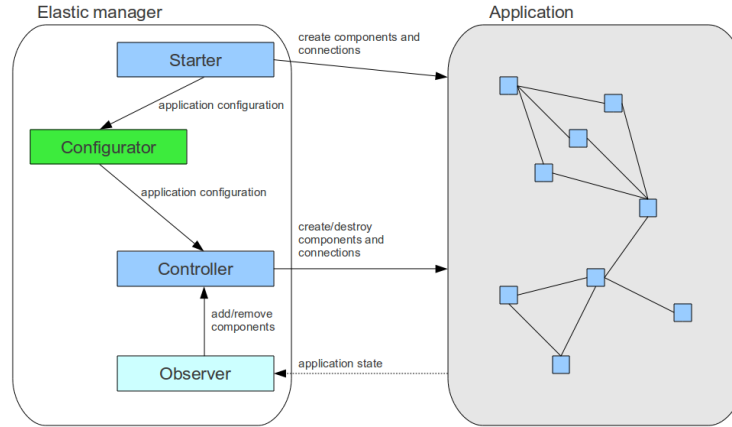 Elastic manager
Application
Starter
create components and
connections
application configuration
Configurator
application configuration
create/destroy
components and
connections
Controller
add/remove
components
application state
Observer